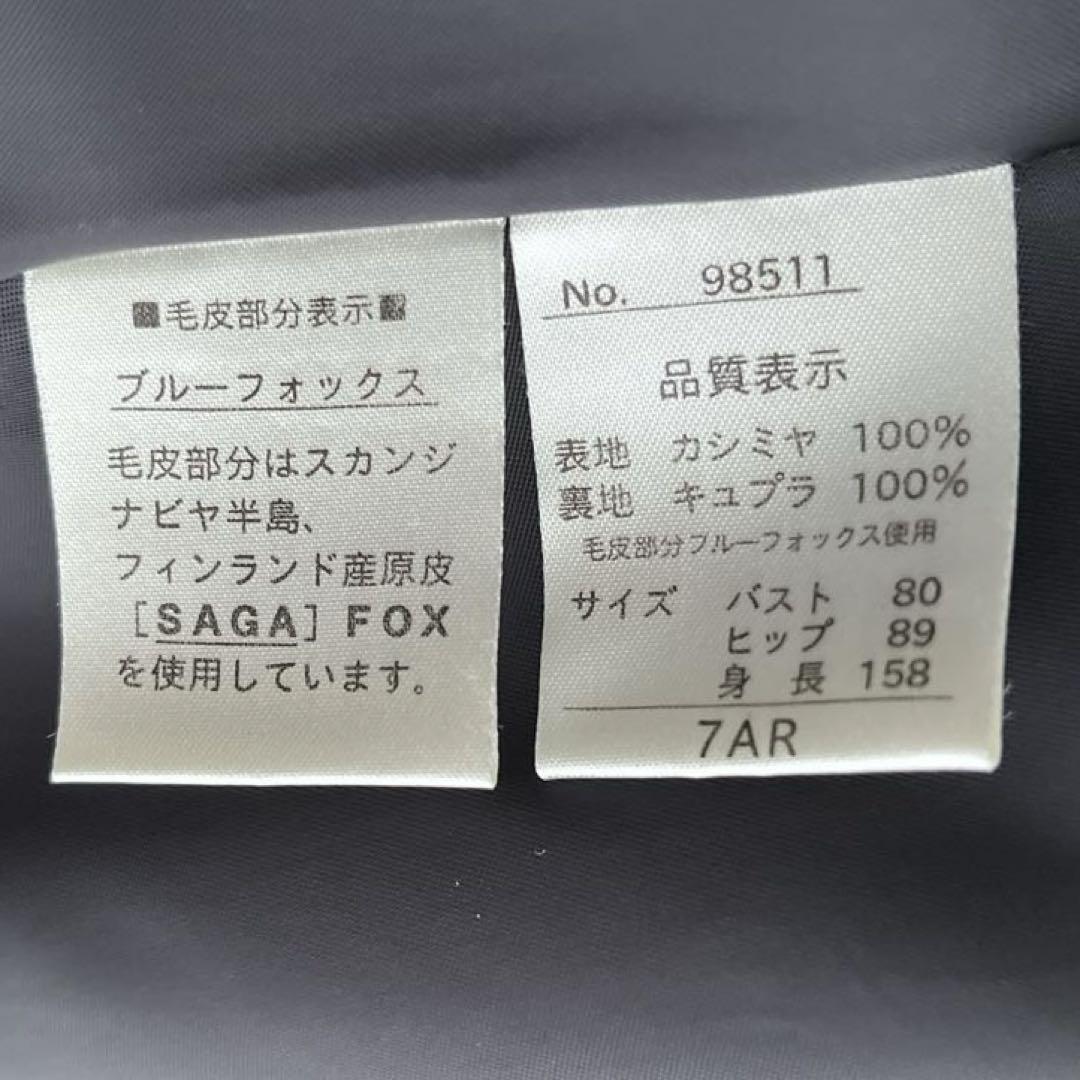 ■毛皮部分表示■
ブルーフォックス
毛皮部分はスカンジ
ナビヤ半島、
フィンランド産原皮
[SAGA] FOX
を使用しています。
No. 98511
品質表示
表地 カシミヤ 100%
裏地 キュプラ 100%
毛皮部分ブルーフォックス使用
サイズ バスト 80
ヒップ 89
身長 158
7AR